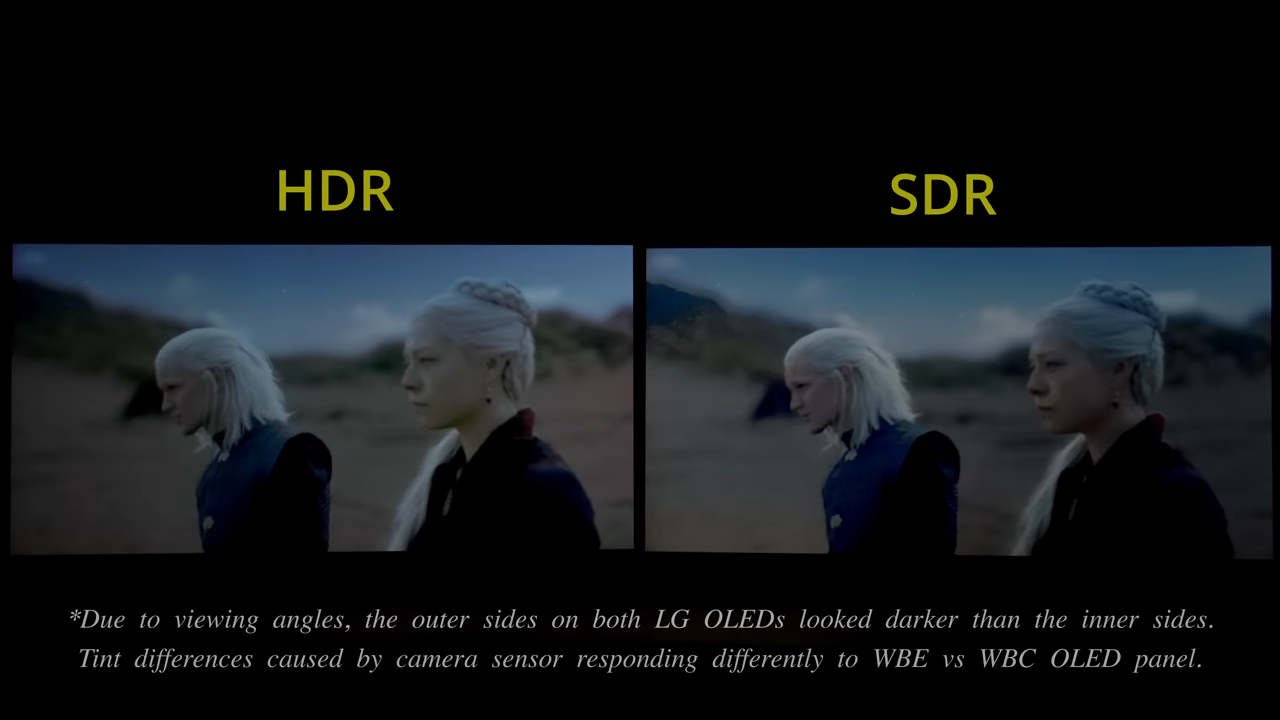 HDR
SDR
*Due to viewing angles, the outer sides on both LG OLEDs looked darker than the inner sides.
Tint differences caused by camera sensor responding differently to WBE vs WBC OLED panel.